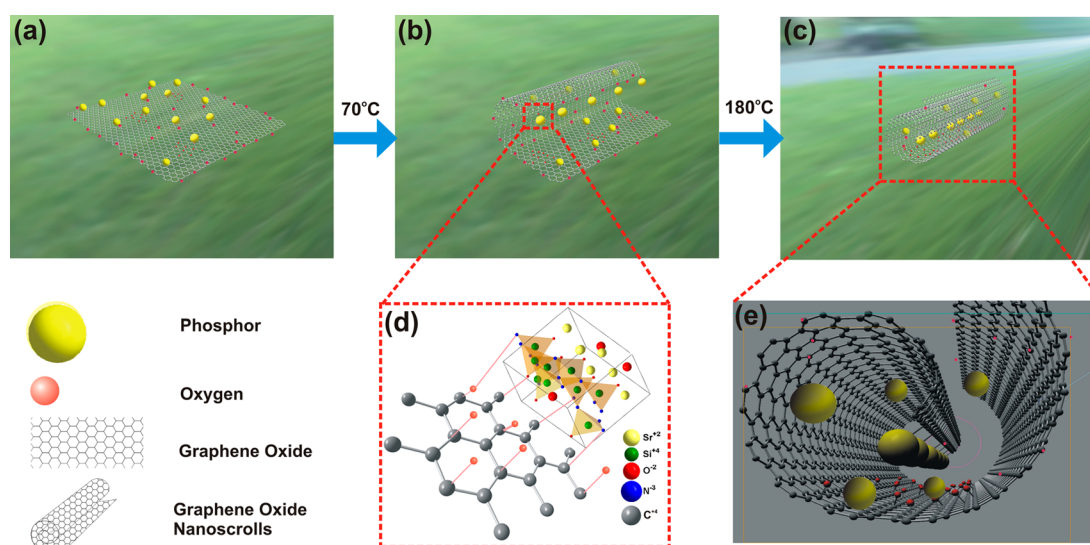 (a)
(b)
(c)
70°C
180°C
Phosphor
Oxygen
Graphene Oxide
Graphene Oxide
Nanoscrolls
(d)
Sr+2
Si+4
O-2
N-3
C+4
(e)